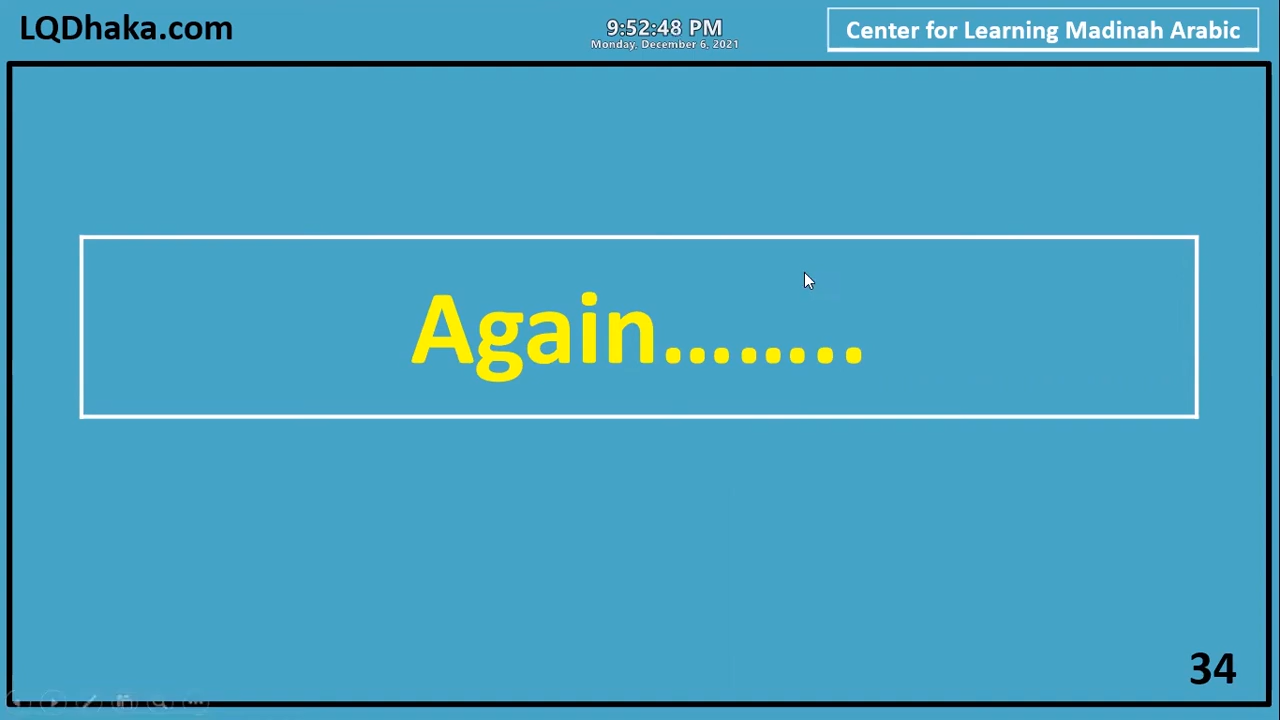 LQDhaka.com
9:52:48 PM
Monday, December 6, 2021
Center for Learning Madinah Arabic
Again........
34